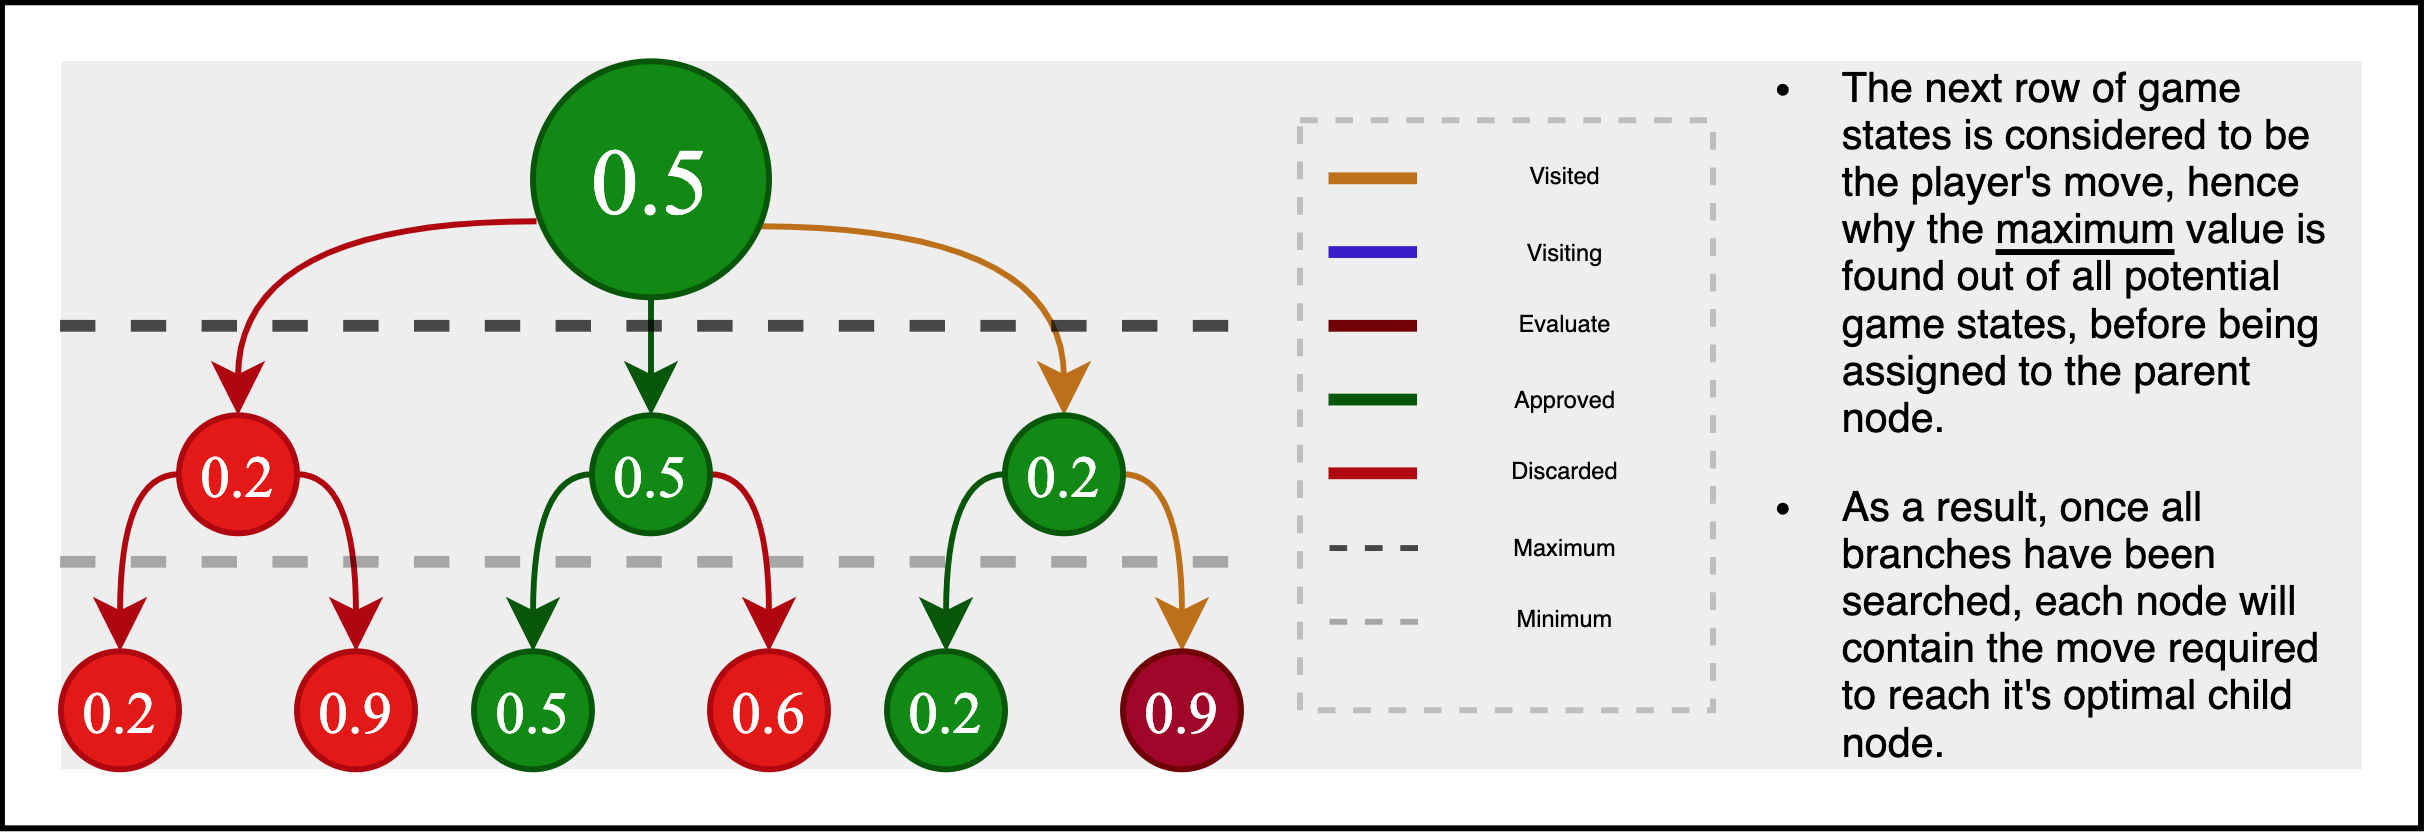 0.5
0.2
0.5
0.2
0.2
0.9
0.5
0.6
0.2
0.9
Visited
Visiting
Evaluate
Approved
Discarded
Maximum
Minimum
• The next row of game
states is considered to be
the player's move, hence
why the maximum value is
found out of all potential
game states, before being
assigned to the parent
node.
• As a result, once all
branches have been
searched, each node will
contain the move required
to reach it's optimal child
node.